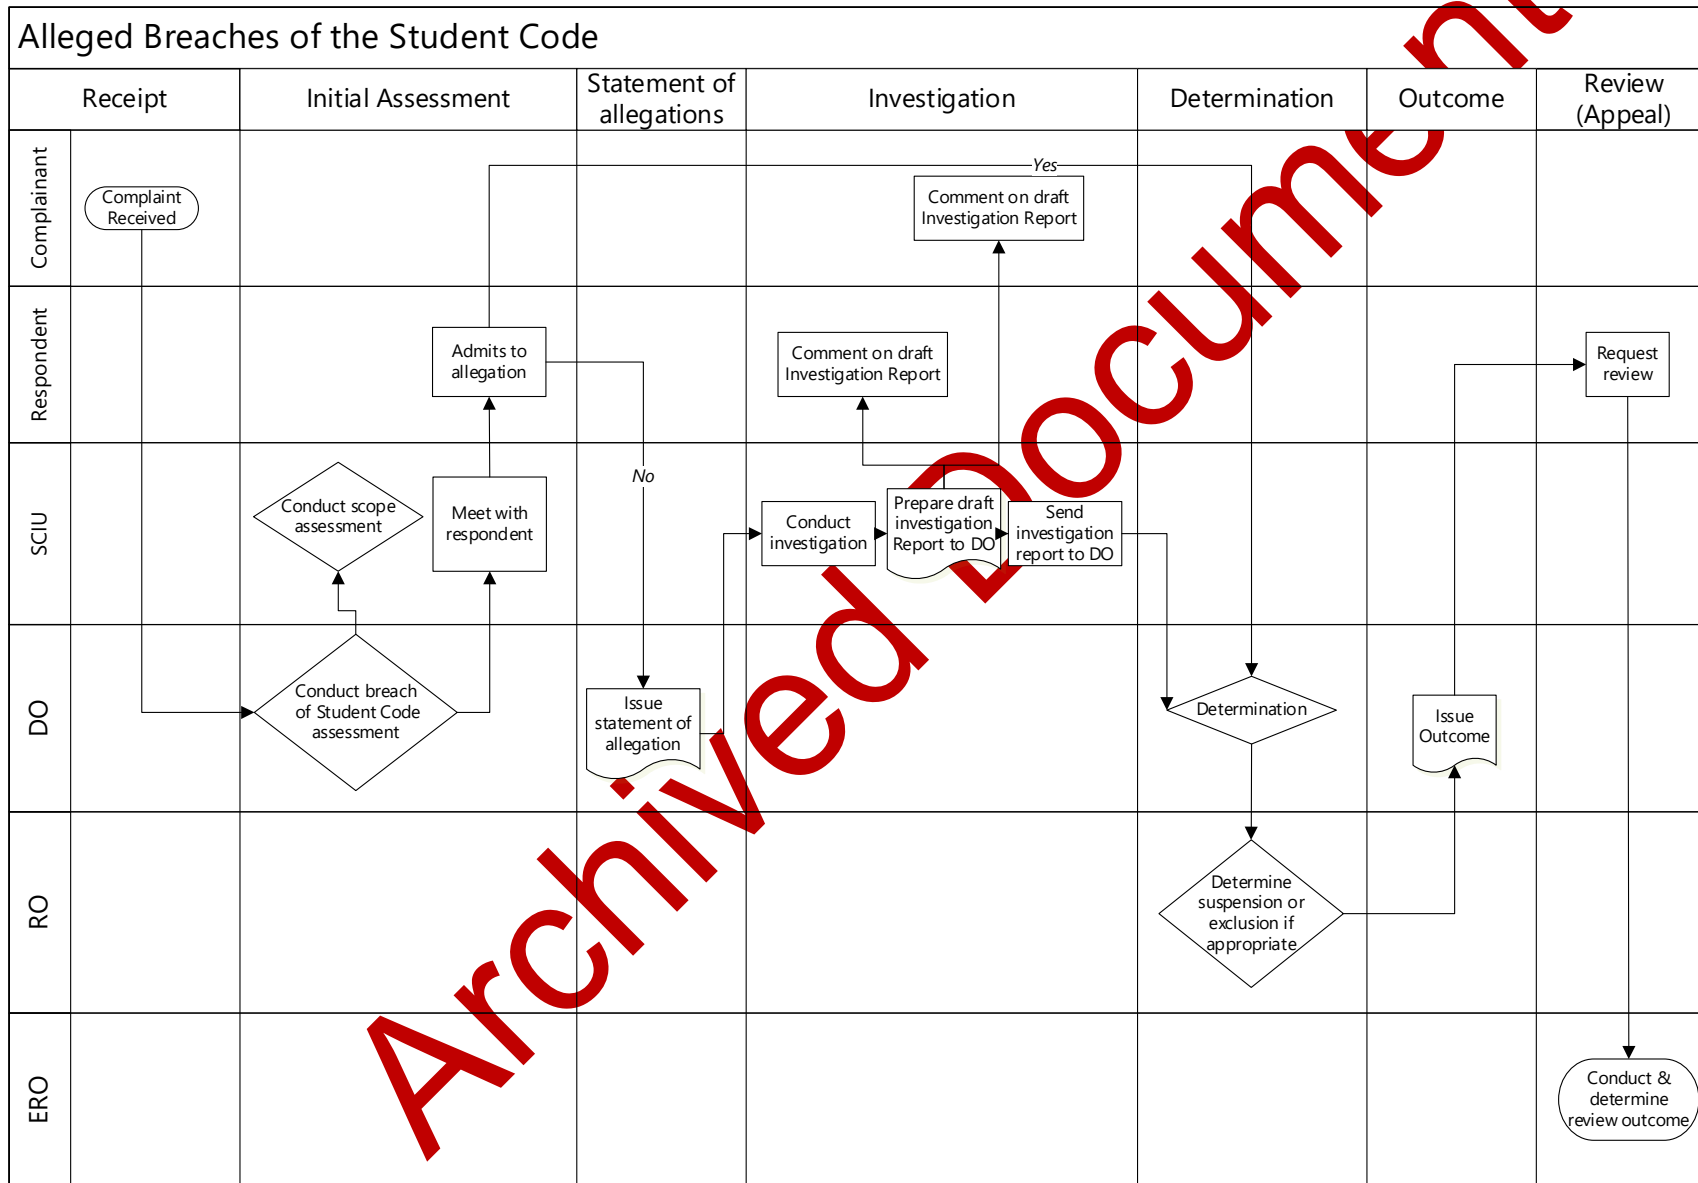 Alleged Breaches of the Student Code
Receipt
Initial Assessment
Statement of
allegations
Investigation
Determination
Outcome
Review
(Appeal)
Complainant
Complaint
Received
Yes
Comment on draft
Investigation Report
Respondent
Admits to
allegation
Comment on draft
Investigation Report
Request
review
SCIU
Conduct scope
assessment
Meet with
respondent
No
Conduct
investigation
Prepare draft
investigation
Report to DO
Send
investigation
report to DO
DO
Conduct breach
of Student Code
assessment
Issue
statement of
allegation
Determination
Issue
Outcome
RO
Determine
suspension or
exclusion if
appropriate
ERO
Conduct &
determine
review outcome
Archived Document